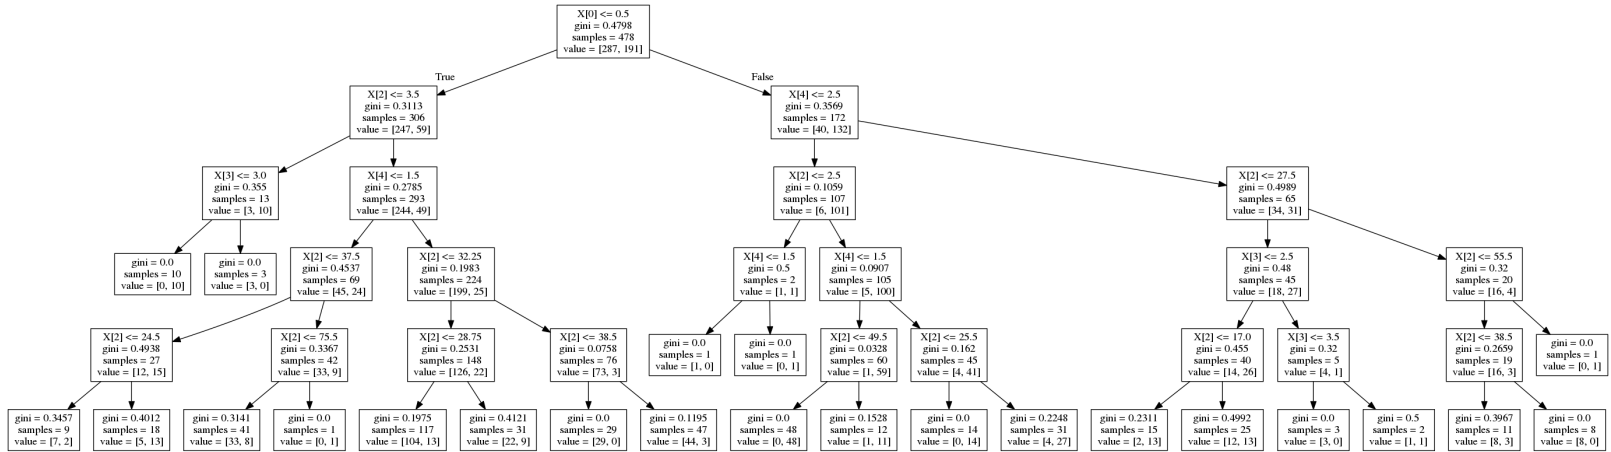 X[0] <= 0.5
gini = 0.4798
samples = 478
value = [287, 191]
True
False
X[2] <= 3.5
gini = 0.3113
samples = 306
value = [247, 59]
X[4] <= 2.5
gini = 0.3569
samples = 172
value = [40, 132]
X[3] <= 3.0
gini = 0.355
samples = 13
value = [3, 10]
X[4] <= 1.5
gini = 0.2785
samples = 293
value = [244, 49]
X[2] <= 2.5
gini = 0.1059
samples = 107
value = [6, 101]
X[2] <= 27.5
gini = 0.4989
samples = 65
value = [34, 31]
gini = 0.0
samples = 10
value = [0, 10]
gini = 0.0
samples = 3
value = [3, 0]
X[2] <= 37.5
gini = 0.4537
samples = 69
value = [45, 24]
X[2] <= 32.25
gini = 0.1983
samples = 224
value = [199, 25]
X[4] <= 1.5
gini = 0.5
samples = 2
value = [1, 1]
X[4] <= 1.5
gini = 0.0907
samples = 105
value = [5, 100]
X[3] <= 2.5
gini = 0.48
samples = 45
value = [18, 27]
X[2] <= 55.5
gini = 0.32
samples = 20
value = [16, 4]
X[2] <= 24.5
gini = 0.4938
samples = 27
value = [12, 15]
X[2] <= 75.5
gini = 0.3367
samples = 42
value = [33, 9]
X[2] <= 28.75
gini = 0.2531
samples = 148
value = [126, 22]
X[2] <= 38.5
gini = 0.0758
samples = 76
value = [73, 3]
gini = 0.0
samples = 1
value = [1, 0]
gini = 0.0
samples = 1
value = [0, 1]
X[2] <= 49.5
gini = 0.0328
samples = 60
value = [1, 59]
X[2] <= 25.5
gini = 0.162
samples = 45
value = [4, 41]
X[2] <= 17.0
gini = 0.455
samples = 40
value = [14, 26]
X[3] <= 3.5
gini = 0.32
samples = 5
value = [4, 1]
X[2] <= 38.5
gini = 0.2659
samples = 19
value = [16, 3]
gini = 0.0
samples = 1
value = [0, 1]
gini = 0.3457
samples = 9
value = [7, 2]
gini = 0.4012
samples = 18
value = [5, 13]
gini = 0.3141
samples = 41
value = [33, 8]
gini = 0.0
samples = 1
value = [0, 1]
gini = 0.1975
samples = 117
value = [104, 13]
gini = 0.4121
samples = 31
value = [22, 9]
gini = 0.0
samples = 29
value = [29, 0]
gini = 0.1195
samples = 47
value = [44, 3]
gini = 0.0
samples = 48
value = [0, 48]
gini = 0.1528
samples = 12
value = [1, 11]
gini = 0.0
samples = 14
value = [0, 14]
gini = 0.2248
samples = 31
value = [4, 27]
gini = 0.2311
samples = 15
value = [2, 13]
gini = 0.4992
samples = 25
value = [12, 13]
gini = 0.0
samples = 3
value = [3, 0]
gini = 0.5
samples = 2
value = [1, 1]
gini = 0.3967
samples = 11
value = [8, 3]
gini = 0.0
samples = 8
value = [8, 0]